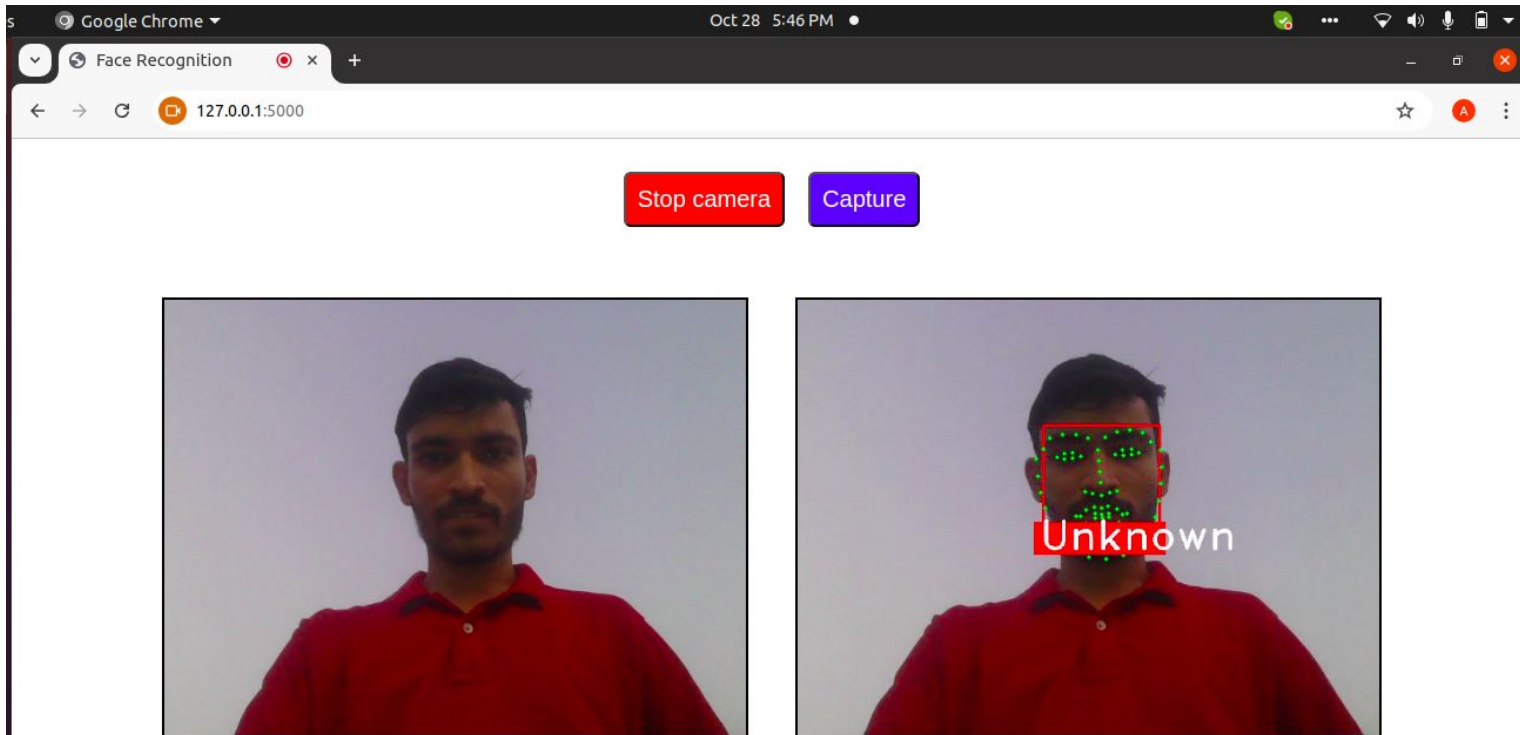 s Google Chrome Oct 28 5:46 PM
Face Recognition
127.0.0.1:5000
A
Stop camera Capture
Unknown